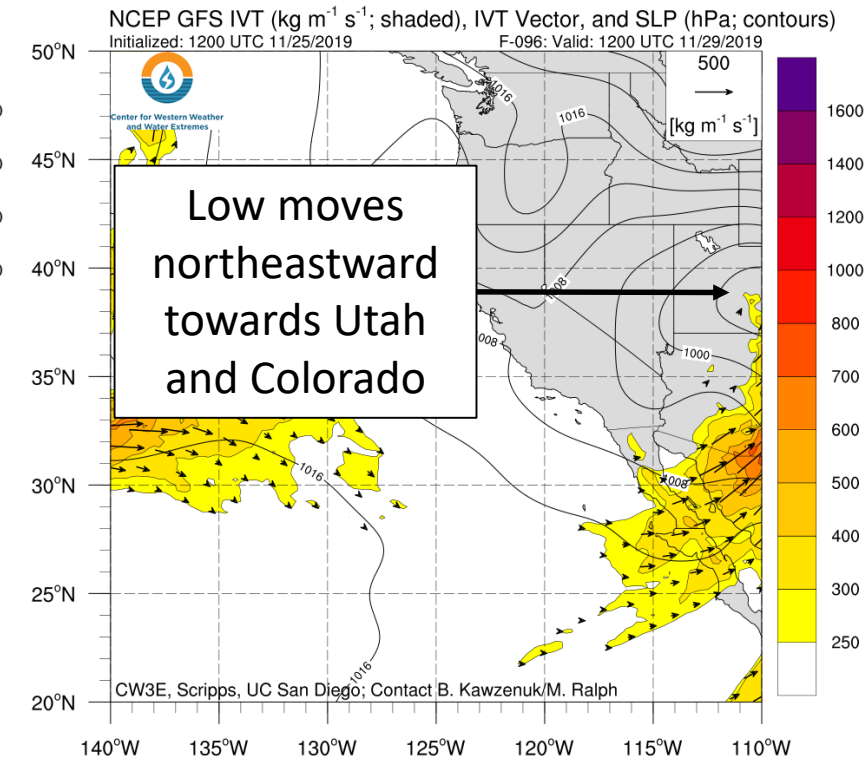 NCEP GFS IVT (kg m⁻¹ s⁻¹; shaded), IVT Vector, and SLP (hPa; contours)
Initialized: 1200 UTC 11/25/2019 F-096: Valid: 1200 UTC 11/29/2019
Center for Western Weather
and Water Extremes
500
[kg m⁻¹ s⁻¹]
Low moves
northeastward
towards Utah
and Colorado
50°N
45°N
40°N
35°N
30°N
25°N
20°N
1016
1016
1008
008
1000
1008
1016
1016
1600
1400
1200
1000
800
700
600
500
400
300
250
CW3E, Scripps, UC San Diego; Contact B. Kawzenuk/M. Ralph
140°W 135°W 130°W 125°W 120°W 115°W 110°W